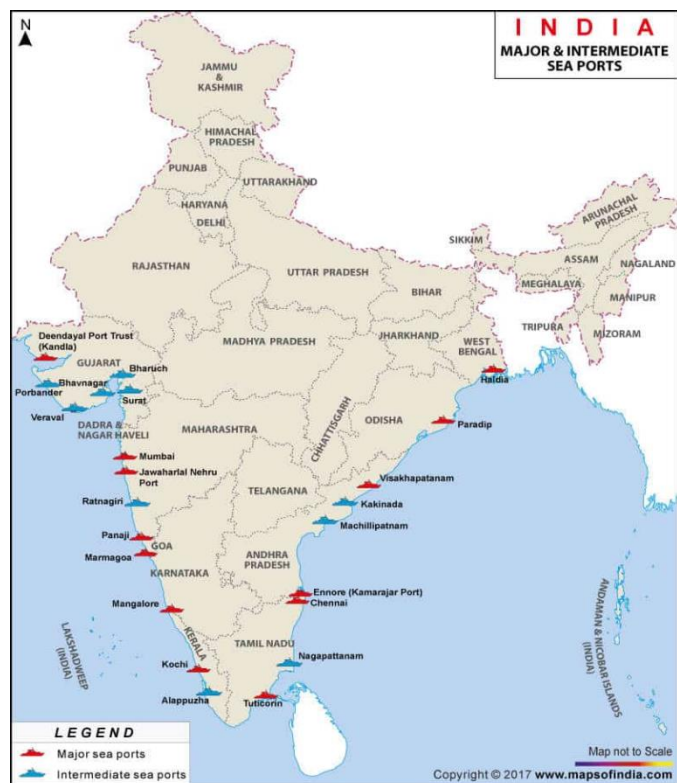 N
INDIA
MAJOR & INTERMEDIATE
SEA PORTS
JAMMU
&
KASHMIR
HIMACHAL
PRADESH
PUNJAB
UTTARAKHAND
HARYANA
DELHI
ARUNACHAL
PRADESH
SIKKIM
ASSAM
NAGALAND
MEGHALAYA
MANIPUR
TRIPURA
MIZORAM
RAJASTHAN
UTTAR PRADESH
BIHAR
JHARKHAND
WEST
BENGAL
MADHYA PRADESH
Deendayal Port Trust
(Kandla)
GUJARAT
Bharuch
Bhavnagar
Porbander
Surat
Veraval
Haldia
DADRA &
NAGAR HAVELI
MAHARASHTRA
CHHATTISGARH
ODISHA
Paradip
Mumbai
Jawaharlal Nehru
Port
TELANGANA
Visakhapatanam
Ratnagiri
Kakinada
Machillipatnam
Panaji
GOA
Marmagoa
KARNATAKA
ANDHRA
PRADESH
Ennore (Kamarajar Port)
Chennai
Mangalore
KERALA
TAMIL NADU
Nagapattanam
Kochi
Alappuzha
Tuticorin
LAKSHADWEEP
(INDIA)
ANDAMAN & NICOBAR ISLANDS
(INDIA)
LEGEND
Major sea ports
Intermediate sea ports
Map not to Scale
Copyright © 2017 www.mapsofindia.com